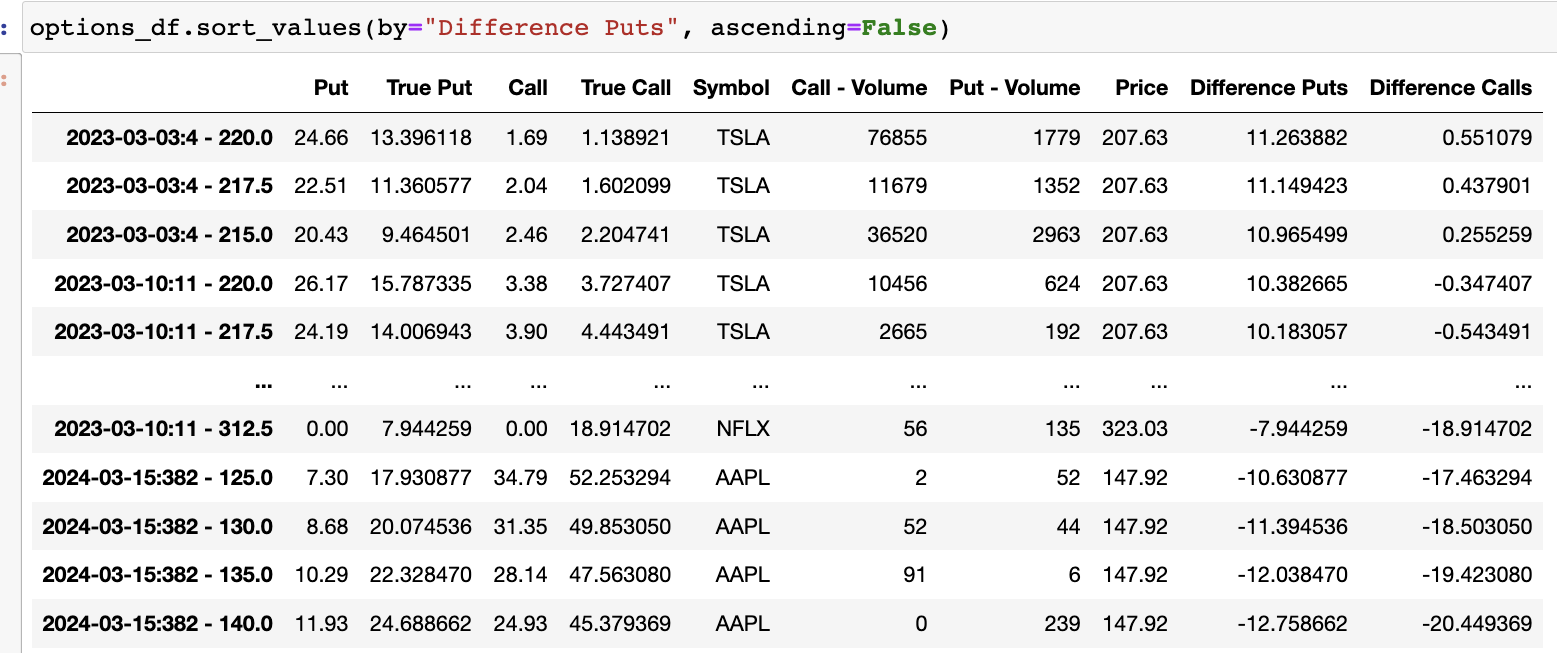 : options_df.sort_values(by="Difference Puts", ascending=False)
: Put True Put Call True Call Symbol Call - Volume Put - Volume Price Difference Puts Difference Calls
2023-03-03:4 - 220.0 24.66 13.396118 1.69 1.138921 TSLA 76855 1779 207.63 11.263882 0.551079
2023-03-03:4 - 217.5 22.51 11.360577 2.04 1.602099 TSLA 11679 1352 207.63 11.149423 0.437901
2023-03-03:4 - 215.0 20.43 9.464501 2.46 2.204741 TSLA 36520 2963 207.63 10.965499 0.255259
2023-03-10:11 - 220.0 26.17 15.787335 3.38 3.727407 TSLA 10456 624 207.63 10.382665 -0.347407
2023-03-10:11 - 217.5 24.19 14.006943 3.90 4.443491 TSLA 2665 192 207.63 10.183057 -0.543491
... ... ... ... ... ... ... ... ... ... ...
2023-03-10:11 - 312.5 0.00 7.944259 0.00 18.914702 NFLX 56 135 323.03 -7.944259 -18.914702
2024-03-15:382 - 125.0 7.30 17.930877 34.79 52.253294 AAPL 2 52 147.92 -10.630877 -17.463294
2024-03-15:382 - 130.0 8.68 20.074536 31.35 49.853050 AAPL 52 44 147.92 -11.394536 -18.503050
2024-03-15:382 - 135.0 10.29 22.328470 28.14 47.563080 AAPL 91 6 147.92 -12.038470 -19.423080
2024-03-15:382 - 140.0 11.93 24.688662 24.93 45.379369 AAPL 0 239 147.92 -12.758662 -20.449369